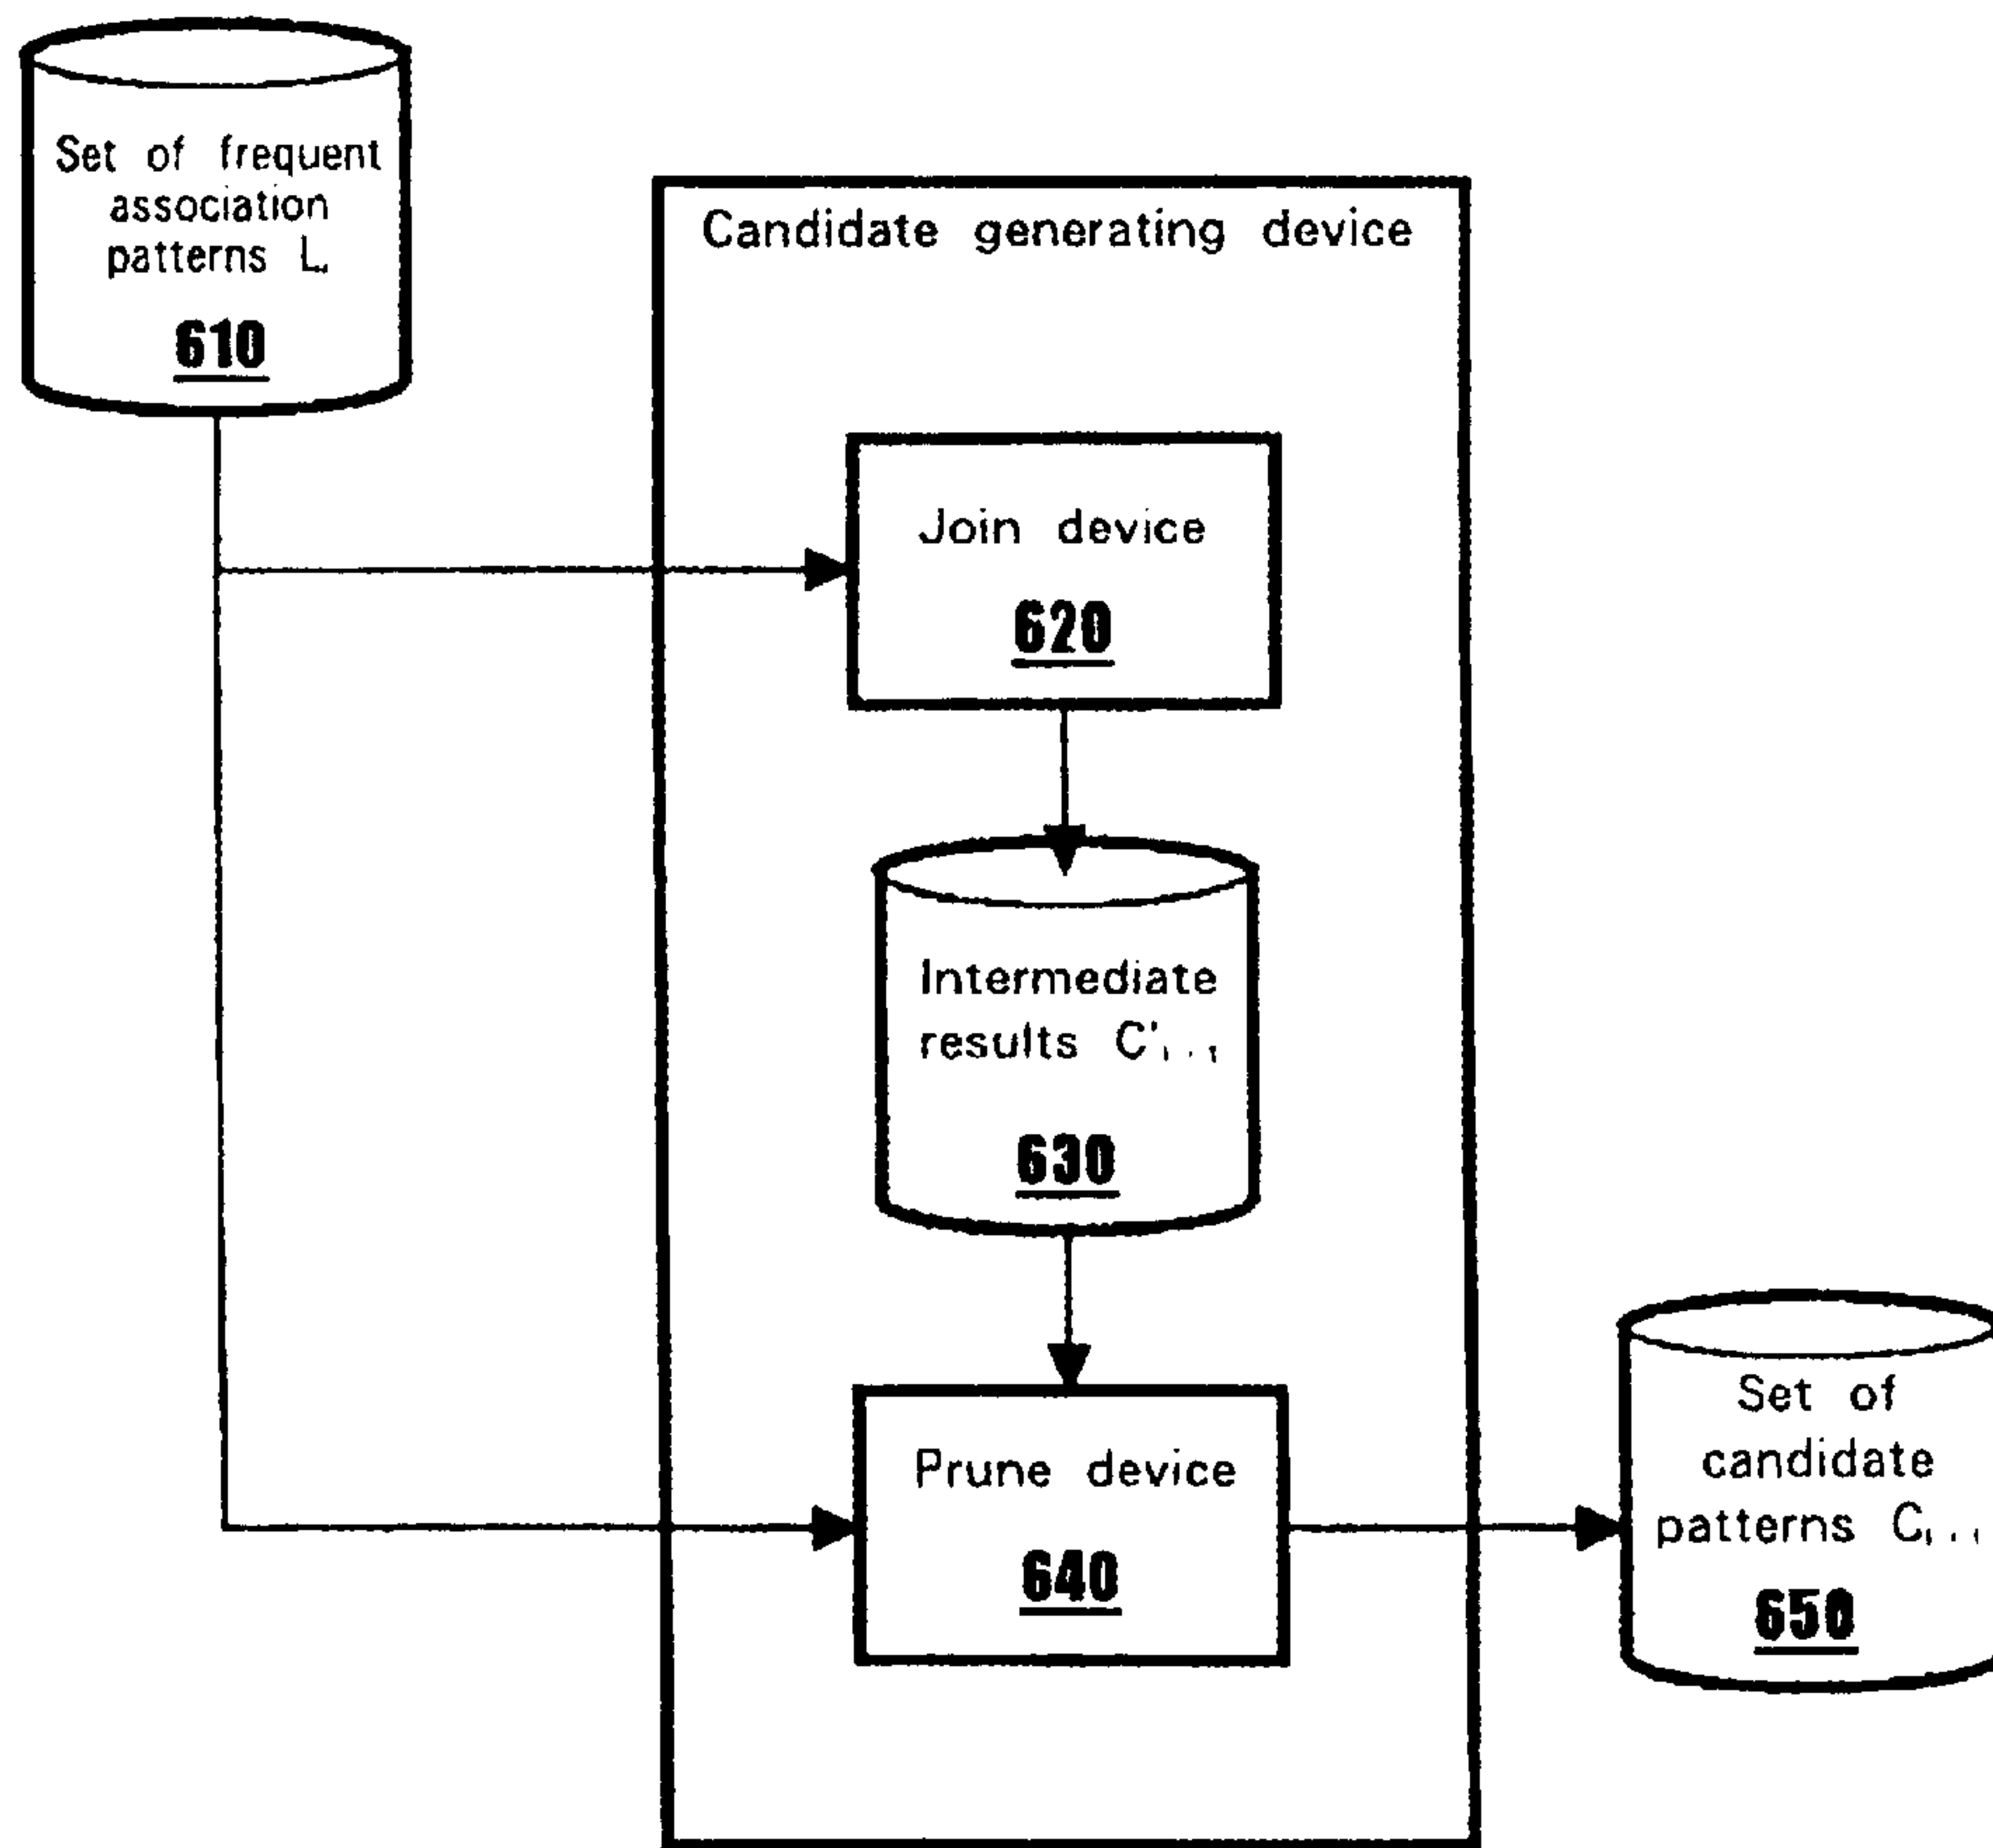 Set of frequent
association
patterns L
610
Candidate generating device
Join device
620
Intermediate
results C'
630
Prune device
640
Set of
candidate
patterns C
650